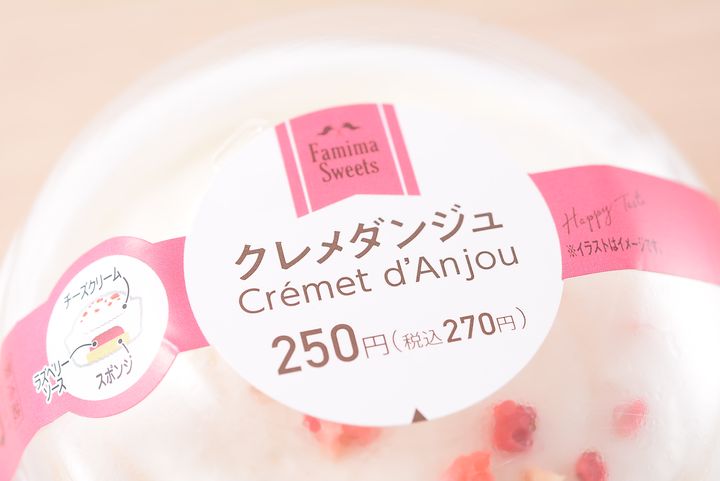 Famima
Sweets
クレメダンジュ
Crémet d'Anjou
250円(税込270円)
Happy
※イラストはイメージです。
チーズクリーム
ラズベリー
ソース
スポンジ